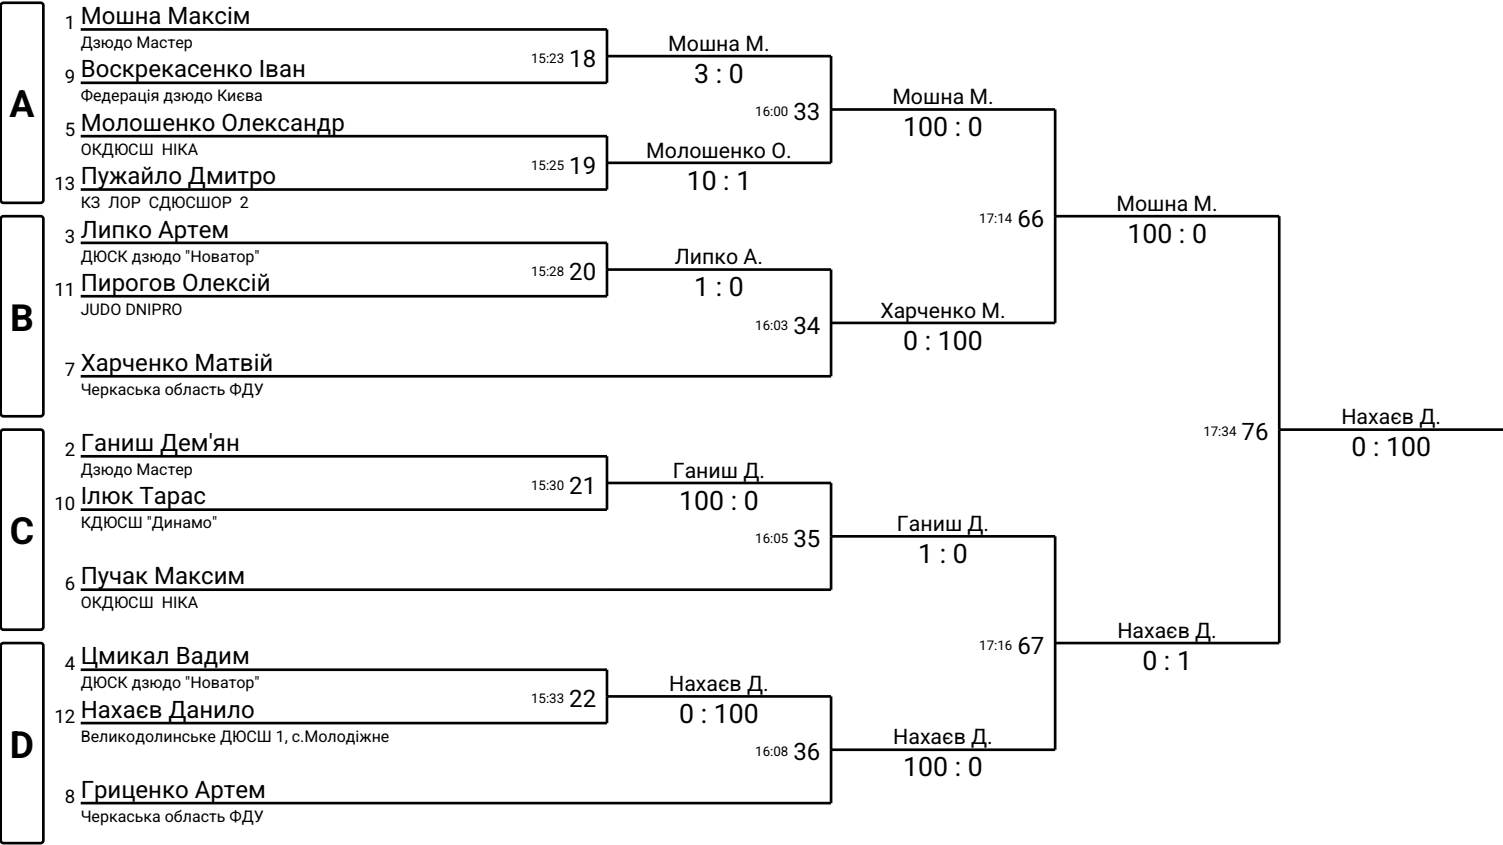 A
1 Мошна Максім
Дзюдо Мастер
9 Воскрекасенко Іван
Федерація дзюдо Києва
15:23 18
Мошна М.
3 : 0
5 Молошенко Олександр
ОКДЮСШ НІКА
13 Пужайло Дмитро
КЗ ЛОР СДЮСШОР 2
15:25 19
Молошенко О.
10 : 1
16:00 33
Мошна М.
100 : 0
B
3 Липко Артем
ДЮСК дзюдо "Новатор"
11 Пирогов Олексій
JUDO DNIPRO
15:28 20
Липко А.
1 : 0
7 Харченко Матвій
Черкаська область ФДУ
16:03 34
Харченко М.
0 : 100
17:14 66
Мошна М.
100 : 0
C
2 Ганиш Дем'ян
Дзюдо Мастер
10 Ілюк Тарас
КДЮСШ "Динамо"
15:30 21
Ганиш Д.
100 : 0
6 Пучак Максим
ОКДЮСШ НІКА
16:05 35
Ганиш Д.
1 : 0
D
4 Цмикал Вадим
ДЮСК дзюдо "Новатор"
12 Нахаєв Данило
Великодолинське ДЮСШ 1, с.Молодіжне
15:33 22
Нахаєв Д.
0 : 100
8 Гриценко Артем
Черкаська область ФДУ
16:08 36
Нахаєв Д.
100 : 0
17:16 67
Нахаєв Д.
0 : 1
17:34 76
Нахаєв Д.
0 : 100